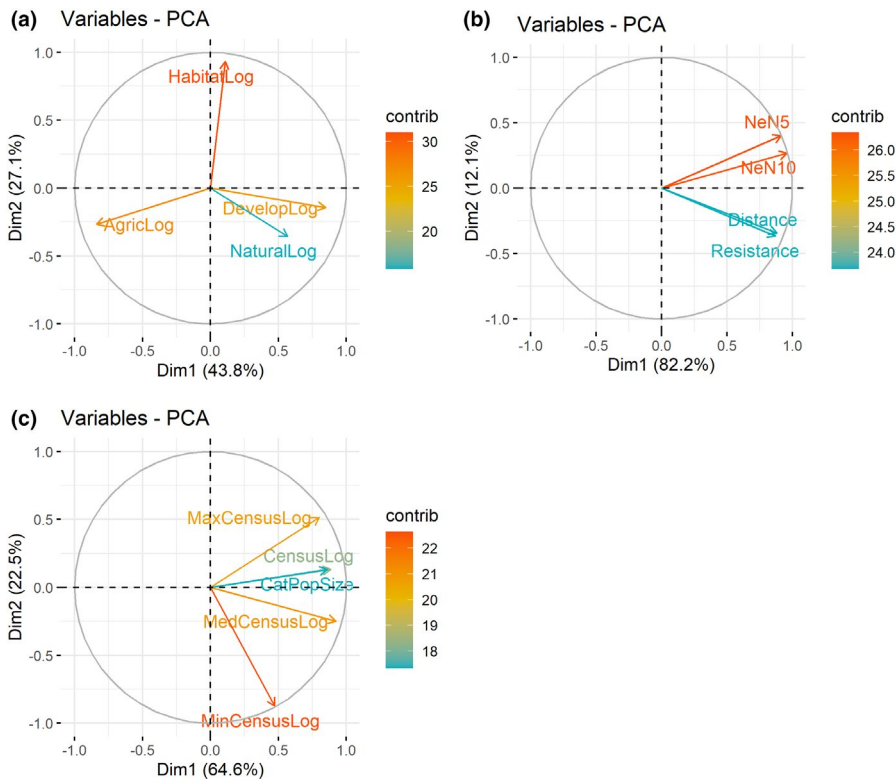 (a) Variables - PCA
1.0
0.5
0.0
-0.5
-1.0
Dim2 (27.1%)
HabitatLog
DevelopLog
AgricLog
NaturalLog
-1.0 -0.5 0.0 0.5 1.0
Dim1 (43.8%)
contrib
30
25
20
(b) Variables - PCA
1.0
0.5
0.0
-0.5
-1.0
Dim2 (12.1%)
NeN5
NeN10
Distance
Resistance
-1.0 -0.5 0.0 0.5 1.0
Dim1 (82.2%)
contrib
26.0
25.5
25.0
24.5
24.0
(c) Variables - PCA
1.0
0.5
0.0
-0.5
-1.0
Dim2 (22.5%)
MaxCensusLog
CensusLog
CatPopSize
MedCensusLog
MinCensusLog
-1.0 -0.5 0.0 0.5 1.0
Dim1 (64.6%)
contrib
22
21
20
19
18